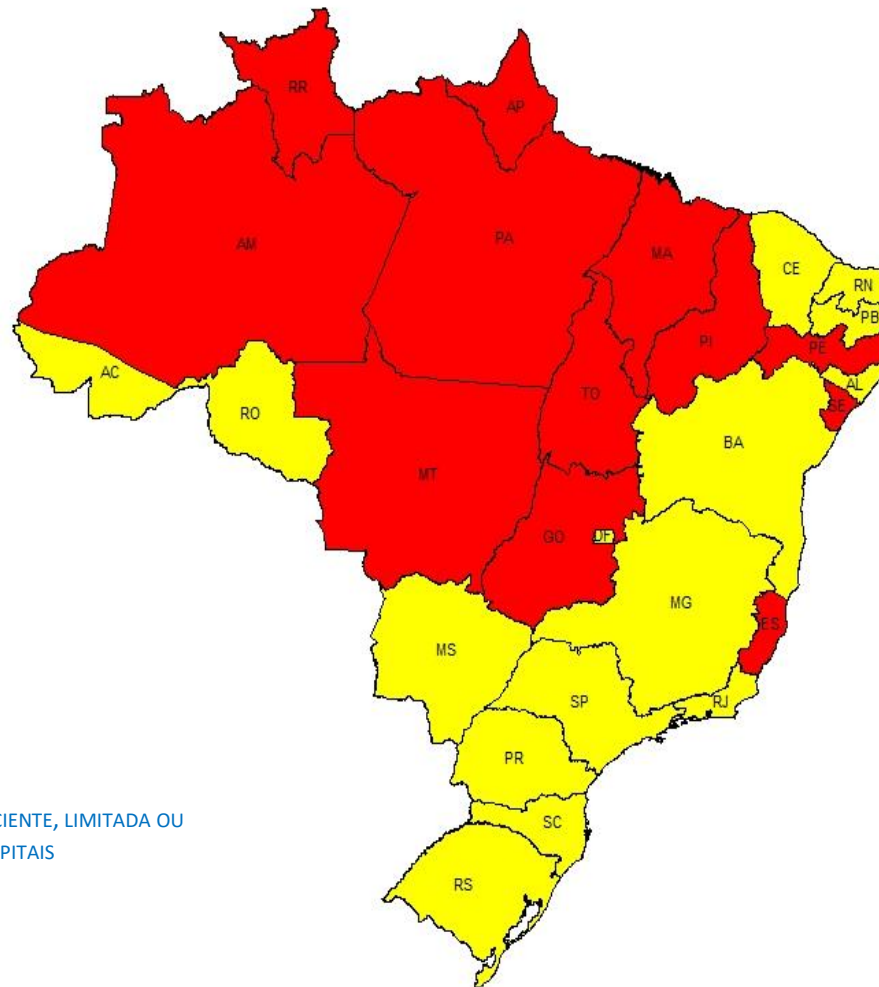 RR
AP
AM
PA
MA
CE
RN
PB
PI
PE
AC
AL
TO
SE
RO
BA
MT
GO
DF
MG
ES
MS
SP
RJ
PR
CIENTE, LIMITADA OU
SC
PITAIS
RS